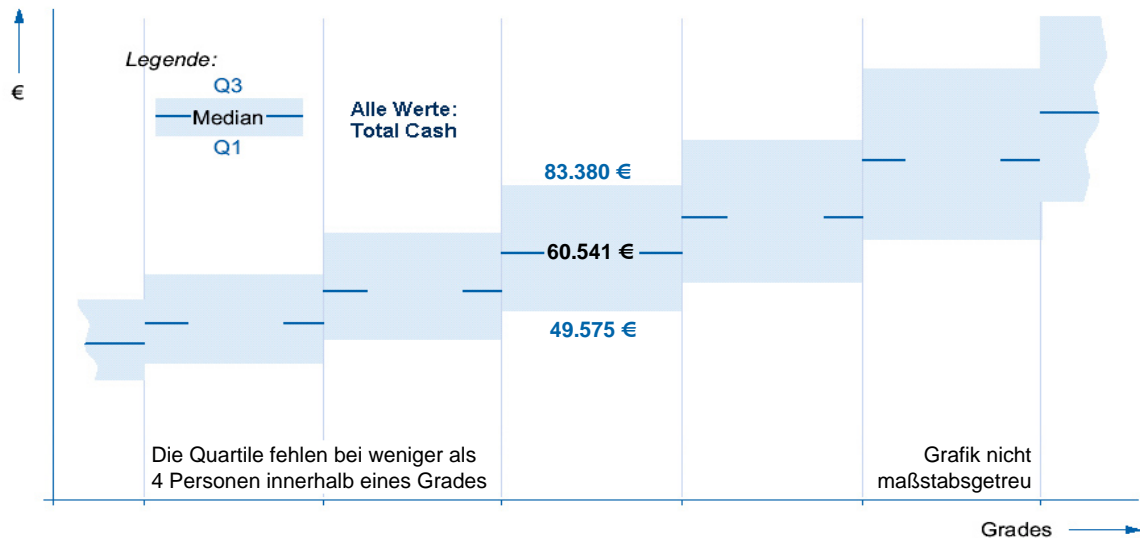 €
Legende:
Q3
Median
Q1
Alle Werte:
Total Cash
83.380 €
60.541 €
49.575 €
Die Quartile fehlen bei weniger als
4 Personen innerhalb eines Grades
Grafik nicht
maßstabsgetreu
Grades